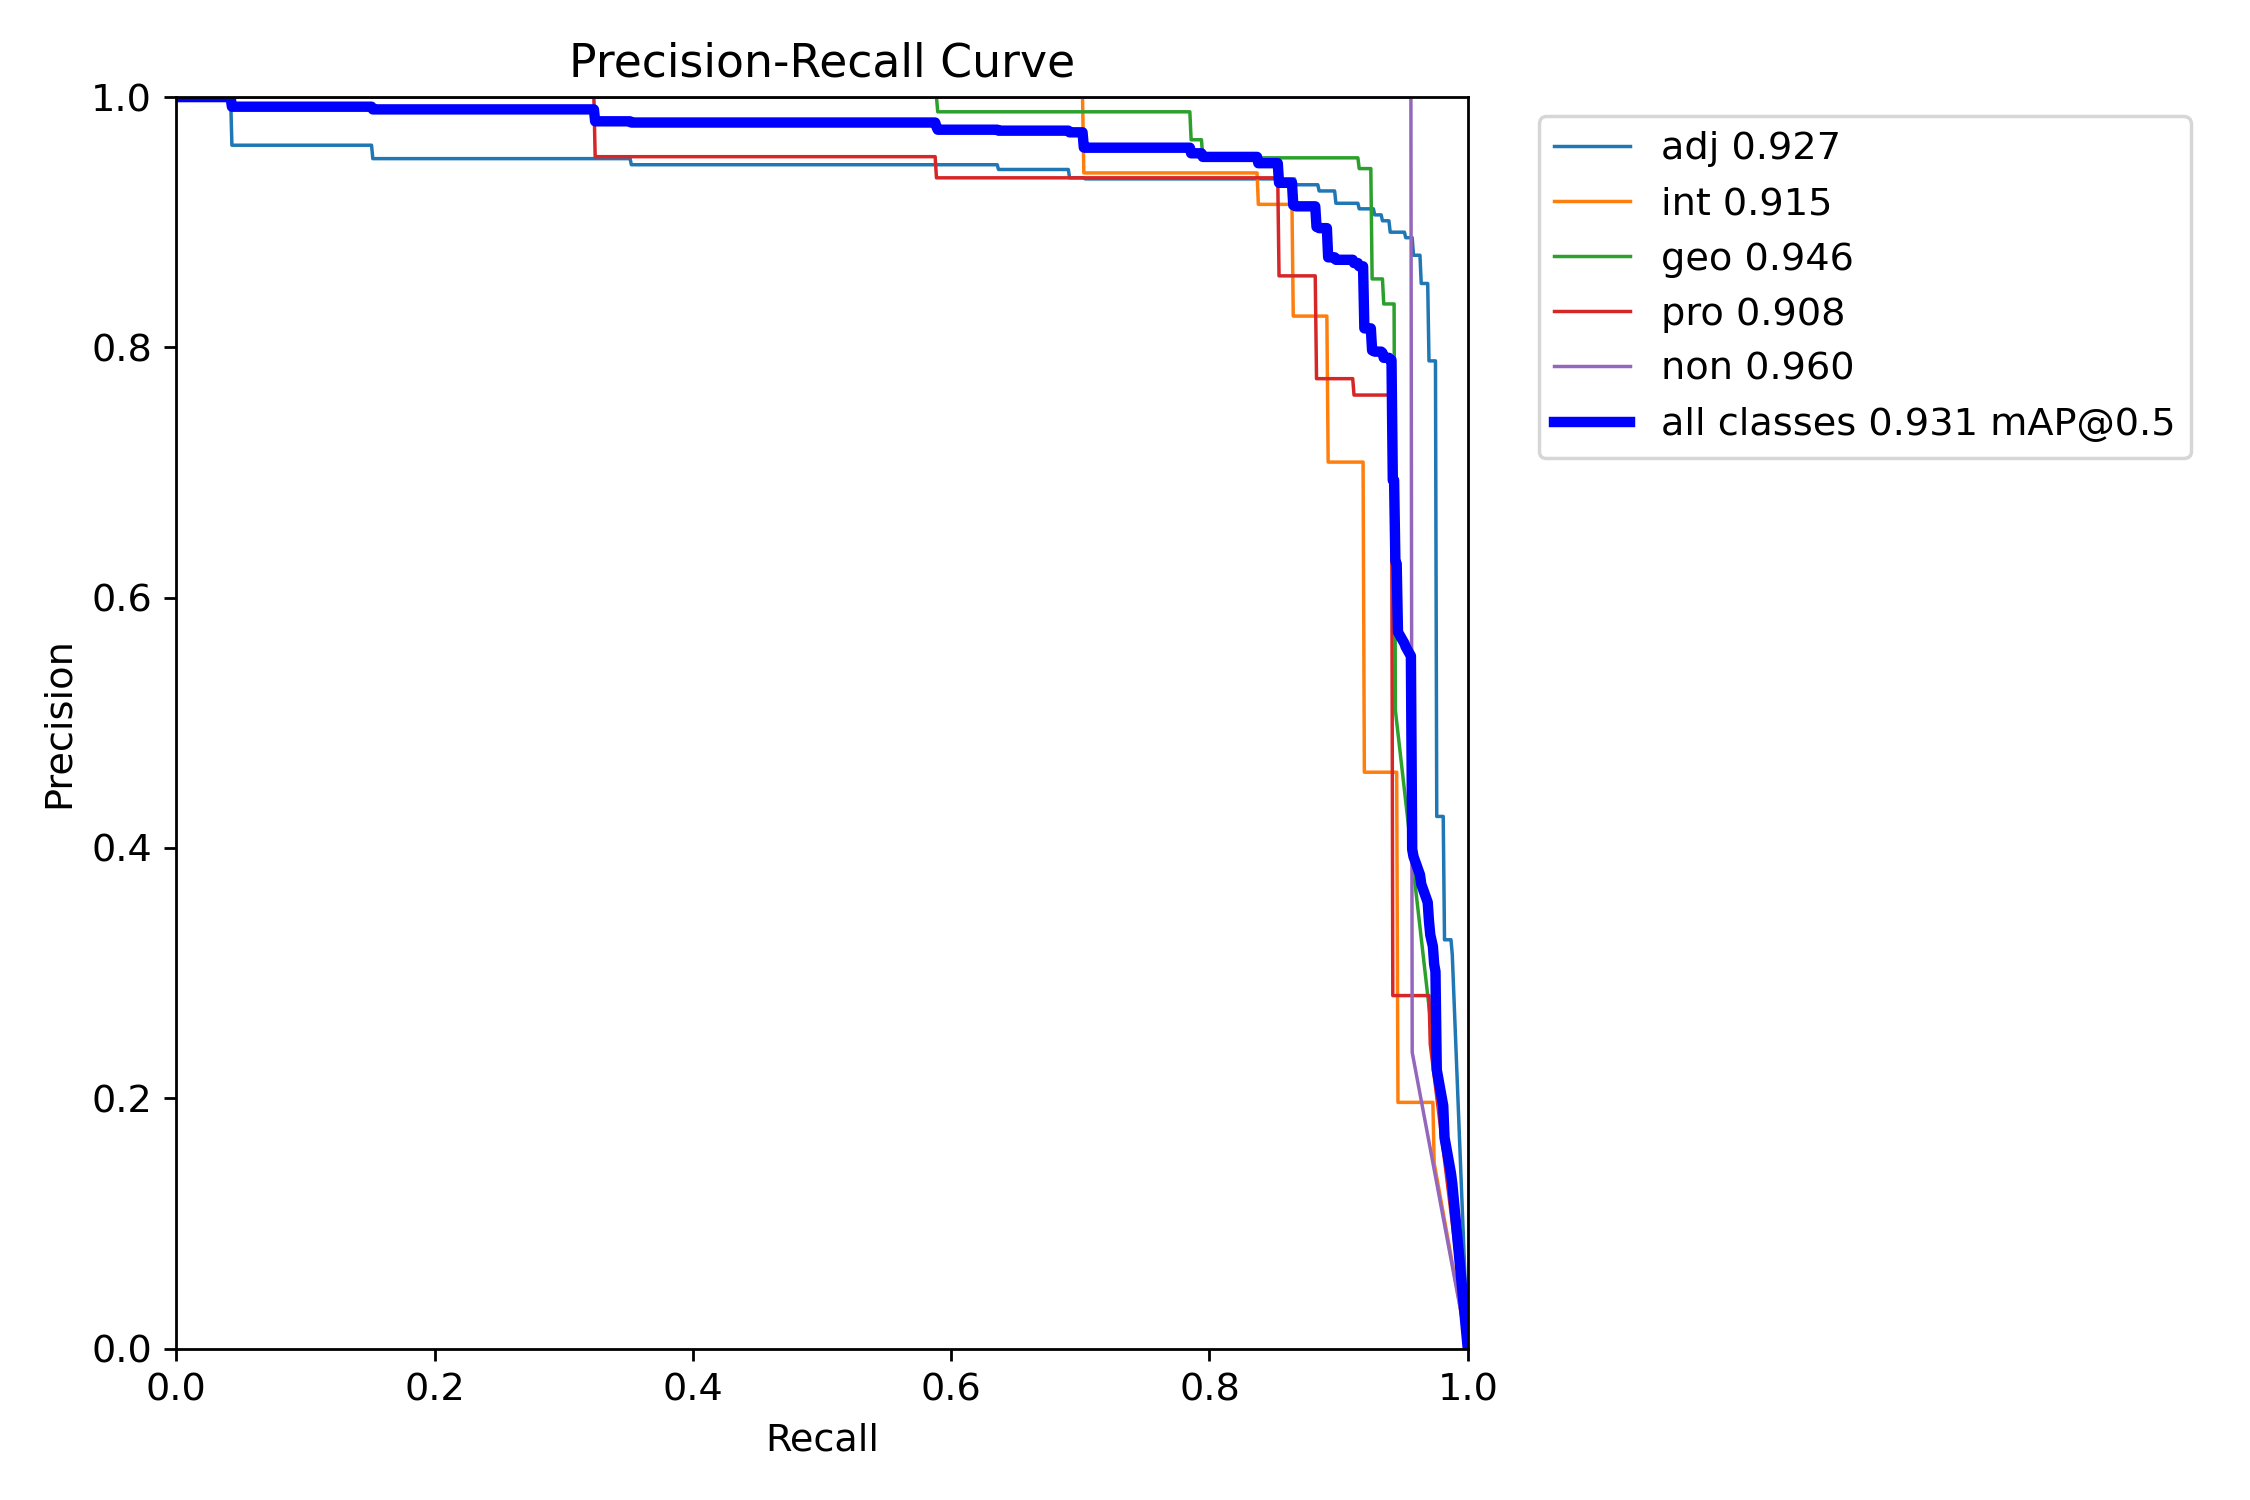 Precision-Recall Curve
1.0
0.8
0.6
0.4
0.2
0.0
Precision
0.0 0.2 0.4 0.6 0.8 1.0
Recall
adj 0.927
int 0.915
geo 0.946
pro 0.908
non 0.960
all classes 0.931 mAP@0.5